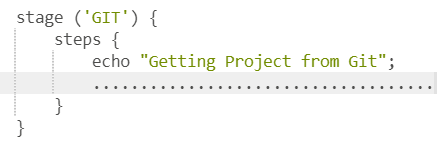 stage ('GIT') {
    steps {
        echo "Getting Project from Git";
        ....................................
    }
}